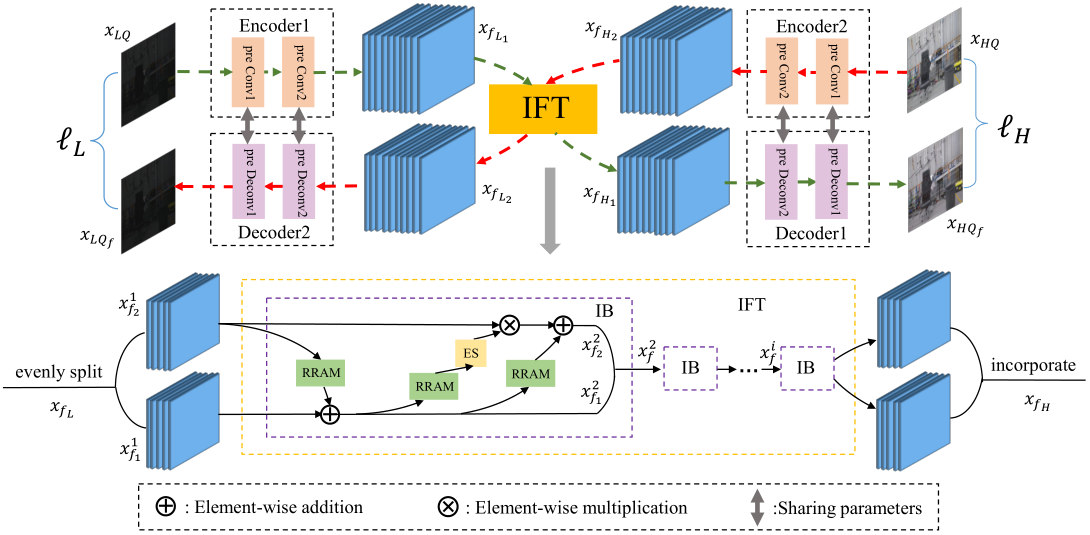 x_{LQ}
Encoder1
pre Conv1
pre Conv2
x_{f_{L_1}}
x_{f_{H_2}}
Encoder2
pre Conv2
pre Conv1
x_{HQ}
IFT
ℓ_L
ℓ_H
pre Deconv1
pre Deconv2
Decoder2
x_{LQ_f}
x_{f_{L_2}}
x_{f_{H_1}}
pre Deconv2
pre Deconv1
Decoder1
x_{HQ_f}
x_{f_2}^1
IB
IFT
ES
RRAM
RRAM
RRAM
x_{f_2}^2
x_{f_1}^2
x_f^2
IB
...
x_f^i
IB
evenly split
x_{f_L}
x_{f_1}^1
incorporate
x_{f_H}
⊕ : Element-wise addition
⊗ : Element-wise multiplication
:Sharing parameters